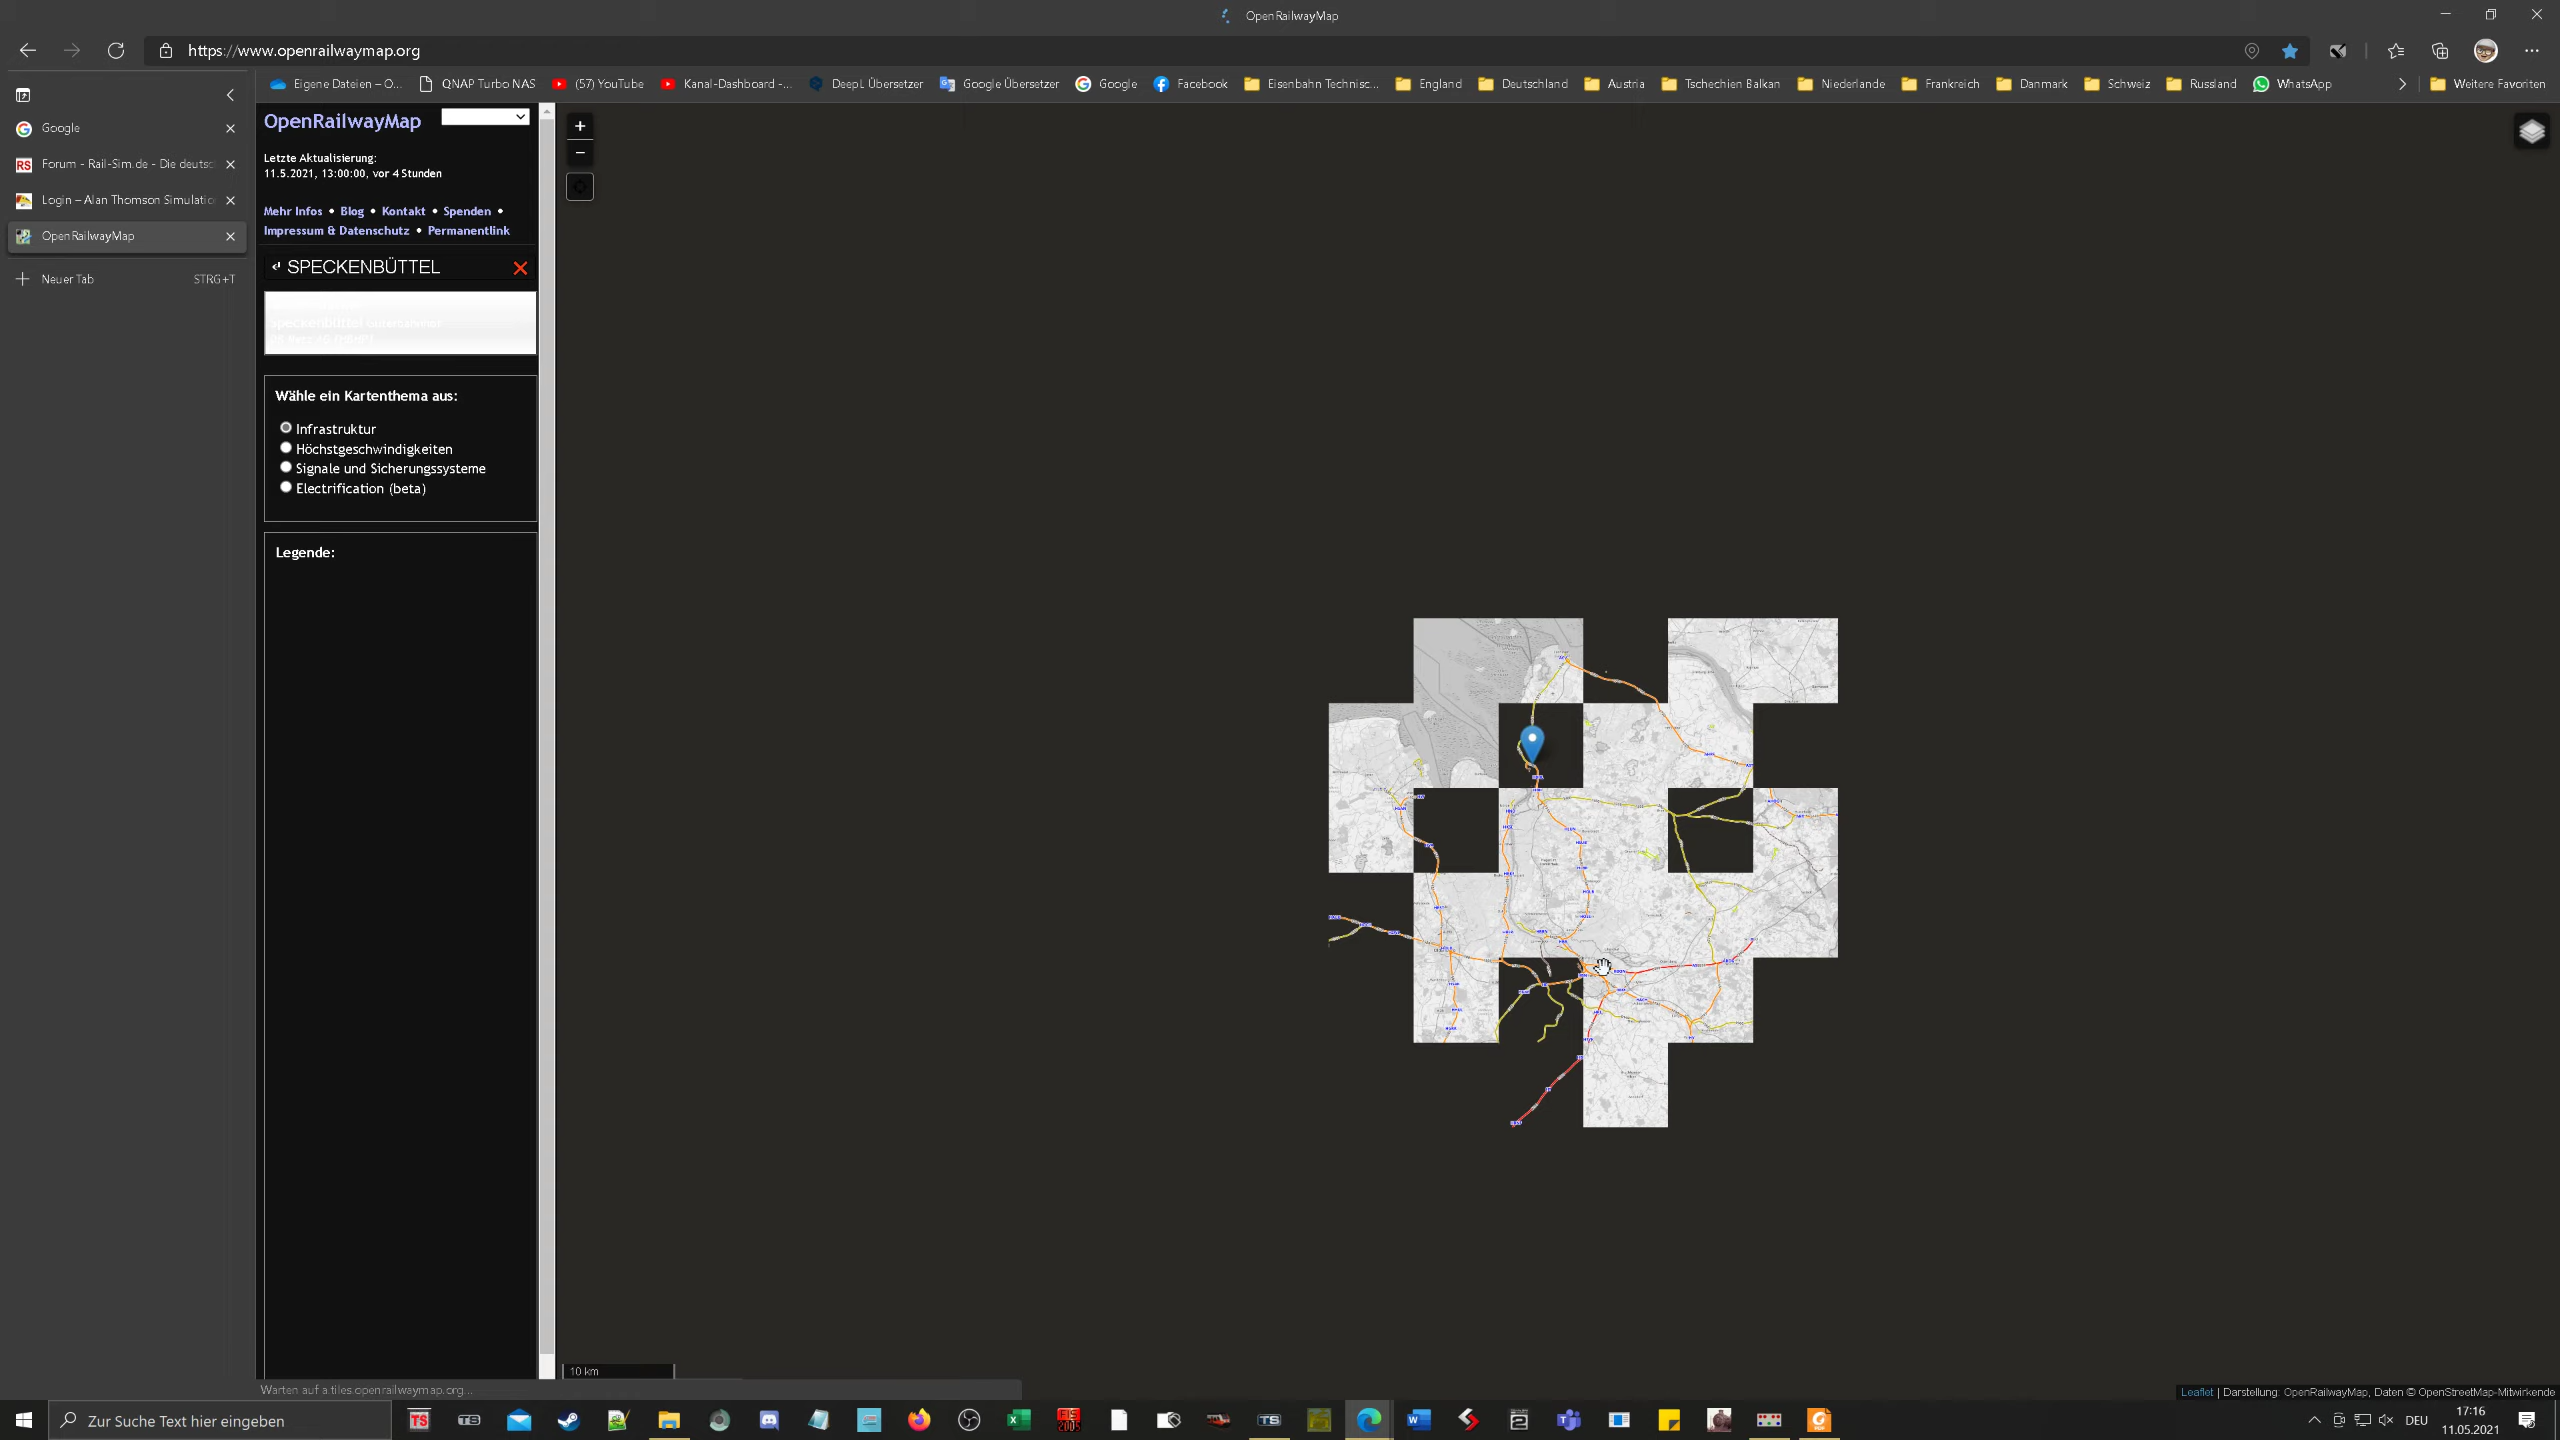 OpenRailwayMap
https://www.openrailwaymap.org
Eigene Dateien – O...
QNAP Turbo NAS
(57) YouTube
Kanal-Dashboard -...
DeepL Übersetzer
Google Übersetzer
Google
Facebook
Eisenbahn Technisc...
England
Deutschland
Austria
Tschechien Balkan
Niederlande
Frankreich
Danmark
Schweiz
Russland
WhatsApp
Weitere Favoriten
Google
Forum - Rail-Sim.de - Die deutsc
Login – Alan Thomson Simulatio
OpenRailwayMap
Neuer Tab STRG+T
OpenRailwayMap
Letzte Aktualisierung:
11.5.2021, 13:00:00, vor 4 Stunden
Mehr Infos • Blog • Kontakt • Spenden •
Impressum & Datenschutz • Permanentlink
SPECKENBÜTTEL
Speckenbüttel Güterbahnhof
Wähle ein Kartenthema aus:
Infrastruktur
Höchstgeschwindigkeiten
Signale und Sicherungssysteme
Electrification (beta)
Legende:
10 km
Warten auf a.tiles.openrailwaymap.org...
Leaflet | Darstellung: OpenRailwayMap, Daten © OpenStreetMap-Mitwirkende
Zur Suche Text hier eingeben
DEU
17:16
11.05.2021